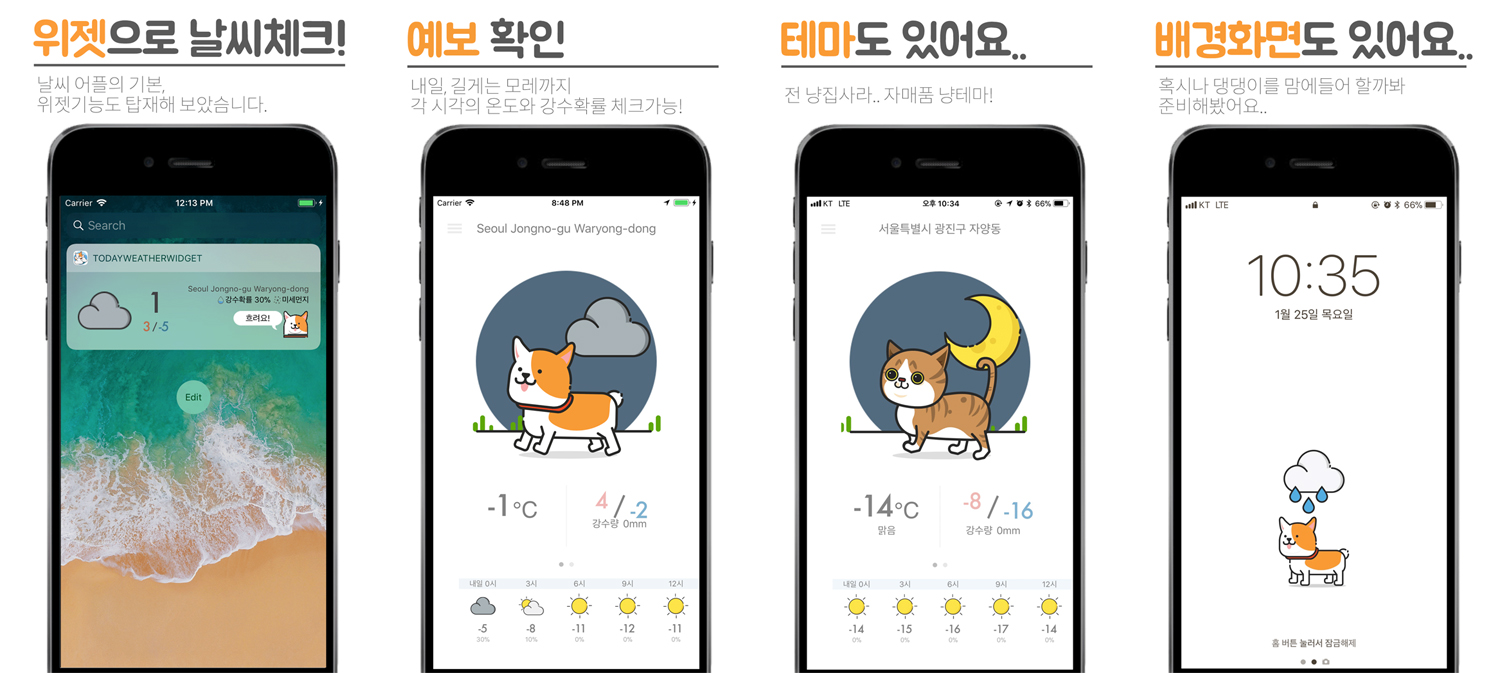 위젯으로 날씨체크!
날씨 어플의 기본,
위젯기능도 탑재해 보았습니다.
Carrier
12:13 PM
Search
TODAYWEATHERWIDGET
1
3/-5
Seoul Jongno-gu Waryong-dong
강수확률 30% 미세먼지
흐려요!
Edit
예보 확인
내일, 길게는 모레까지
각 시각의 온도와 강수확률 체크가능!
Carrier
8:48 PM
Seoul Jongno-gu Waryong-dong
-1°C
4/-2
강수량 0mm
내일 0시 3시 6시 9시 12시
-5 -8 -11 -12 -11
30% 10% 0% 0% 0%
테마도 있어요..
전 냥집사라.. 자매품 냥테마!
KT LTE
오후 10:34
66%
서울특별시 광진구 자양동
-14°C
맑음
-8/-16
강수량 0mm
내일 0시 3시 6시 9시 12시
-14 -15 -16 -17 -14
0% 0% 0% 0% 0%
배경화면도 있어요..
혹시나 댕댕이를 맘에들어 할까봐
준비해봤어요..
KT LTE
66%
10:35
1월 25일 목요일
홈 버튼 눌러서 잠금해제